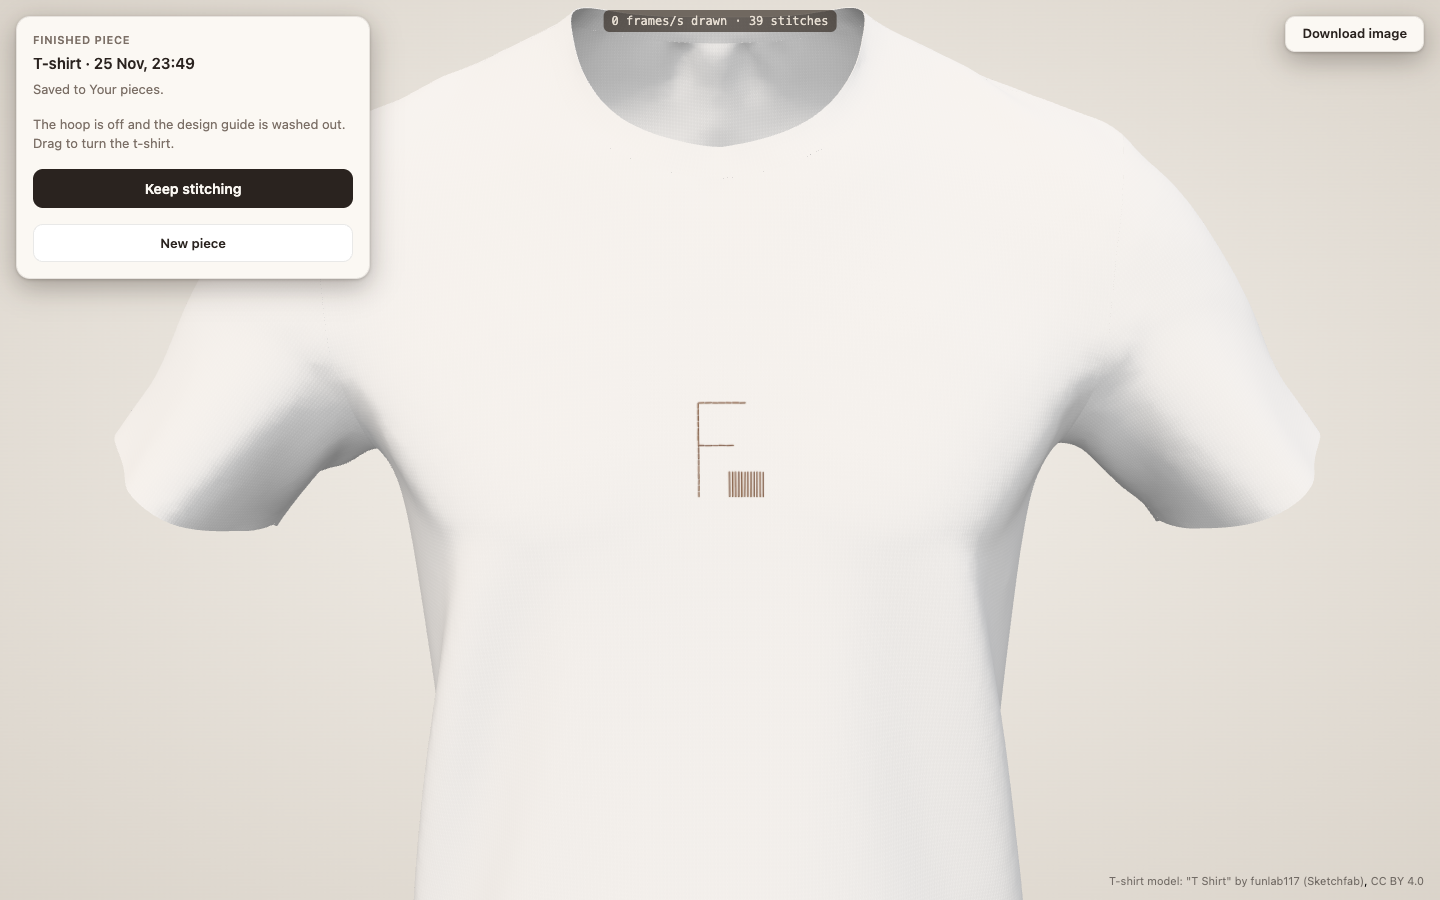 0 frames/s drawn · 39 stitches
FINISHED PIECE
T-shirt · 25 Nov, 23:49
Saved to Your pieces.
The hoop is off and the design guide is washed out.
Drag to turn the t-shirt.
Keep stitching
New piece
Download image
F
T-shirt model: "T Shirt" by funlab117 (Sketchfab), CC BY 4.0